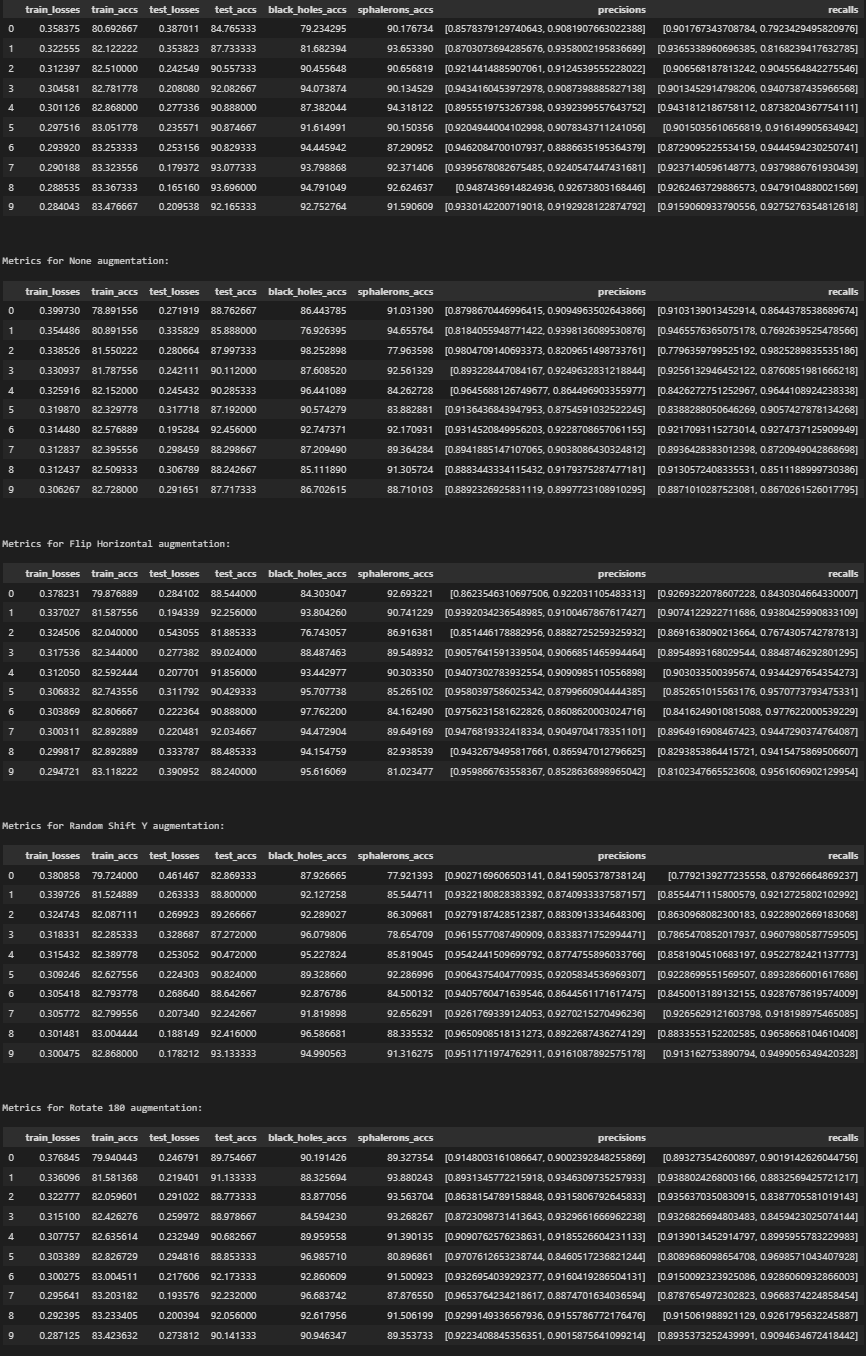 train_losses train_accs test_losses test_accs black_holes_accs sphalerons_accs precisions recalls
0 0.358375 80.692667 0.387011 84.765333 79.234295 90.176734 [0.8578379129740643, 0.9081907663022388] [0.901767343708784, 0.7923429495820976]
1 0.322555 82.122222 0.353823 87.733333 81.682394 93.653390 [0.8703073694285676, 0.9358002195836699] [0.9365338960696385, 0.8168239417632785]
2 0.312397 82.510000 0.242549 90.557333 90.455648 90.656819 [0.9214414885907061, 0.9124539555228022] [0.906568187813242, 0.9045564842275546]
3 0.304581 82.781778 0.208080 92.082667 94.073874 90.134529 [0.9434160453972978, 0.9087398885827138] [0.9013452914798206, 0.9407387435966568]
4 0.301126 82.868000 0.277336 90.888000 87.382044 94.318122 [0.8955519753267398, 0.9392399557643752] [0.9431812186758112, 0.8738204367754111]
5 0.297516 83.051778 0.235571 90.874667 91.614991 90.150356 [0.9204944004102998, 0.9078343711241056] [0.9015035610656819, 0.916149905634942]
6 0.293920 83.253333 0.253156 90.829333 94.445942 87.290952 [0.9462084700107937, 0.8886635195364379] [0.8729095225534159, 0.9444594230250741]
7 0.290188 83.323556 0.179372 93.077333 93.798868 92.371406 [0.9395678082675485, 0.9240547447431681] [0.9237140596148773, 0.9379886761930439]
8 0.288535 83.367333 0.165160 93.696000 94.791049 92.624637 [0.9487436914824936, 0.92673803168446] [0.9262463729886573, 0.9479104880021569]
9 0.284043 83.476667 0.209538 92.165333 92.752764 91.590609 [0.9330142200719018, 0.9192928122874792] [0.9159060933790556, 0.9275276354812618]
Metrics for None augmentation:
train_losses train_accs test_losses test_accs black_holes_accs sphalerons_accs precisions recalls
0 0.399730 78.891556 0.271919 88.762667 86.443785 91.031390 [0.8798670446996415, 0.9094963502643866] [0.9103139013452914, 0.8644378538689674]
1 0.354486 80.891556 0.335829 85.888000 76.926395 94.655764 [0.8184055948771422, 0.9398136089530876] [0.9465576365075178, 0.7692639525478566]
2 0.338526 81.550222 0.280664 87.997333 98.252898 77.963598 [0.9804709140693373, 0.8209651498733761] [0.7796359799525192, 0.9825289835535186]
3 0.330937 81.787556 0.242111 90.112000 87.608520 92.561329 [0.893228447084167, 0.9249632831218844] [0.9256132946452122, 0.8760851981666218]
4 0.325916 82.152000 0.245432 90.285333 96.441089 84.262728 [0.9645688126749677, 0.864496903355977] [0.8426272751252967, 0.9644108924238338]
5 0.319870 82.329778 0.317718 87.192000 90.574279 83.882881 [0.9136436843947953, 0.8754591032522245] [0.8388288050646269, 0.9057427878134268]
6 0.314480 82.576889 0.195284 92.456000 92.747371 92.170931 [0.9314520849956203, 0.9228708657061155] [0.9217093115273014, 0.9274737125909949]
7 0.312837 82.395556 0.298459 88.298667 87.209490 89.364284 [0.8941885147107065, 0.9038086430324812] [0.8936428383012398, 0.8720949042868698]
8 0.312437 82.509333 0.306789 88.242667 85.111890 91.305724 [0.8883443334115432, 0.9179375287477181] [0.9130572408335531, 0.8511188999730386]
9 0.306267 82.728000 0.291651 87.717333 86.702615 88.710103 [0.8892326925831119, 0.8997723108910295] [0.8871010287523081, 0.8670261526017795]
Metrics for Flip Horizontal augmentation:
train_losses train_accs test_losses test_accs black_holes_accs sphalerons_accs precisions recalls
0 0.378231 79.876889 0.284102 88.544000 84.303047 92.693221 [0.8623546310697506, 0.922031105483313] [0.9269322078607228, 0.8430304664330007]
1 0.337027 81.587556 0.194339 92.256000 93.804260 90.741229 [0.9392034236548985, 0.9100467867617427] [0.9074122922711686, 0.9380425990833109]
2 0.324506 82.040000 0.543055 81.885333 76.743057 86.916381 [0.851446178882956, 0.8882725259325932] [0.8691638090213664, 0.7674305742787813]
3 0.317536 82.344000 0.277382 89.024000 88.487463 89.548932 [0.9057641591339504, 0.9066851465994464] [0.8954893168029544, 0.8848746292801295]
4 0.312050 82.592444 0.207701 91.856000 93.442977 90.303350 [0.9407302783932554, 0.9090985110556898] [0.903033500395674, 0.9344297654354273]
5 0.306832 82.743556 0.311792 90.429333 95.707738 85.265102 [0.9580397586025342, 0.8799660904444385] [0.852651015563176, 0.9570773793475331]
6 0.303869 82.806667 0.222364 90.888000 97.762200 84.162490 [0.9756231581622826, 0.8608620003024716] [0.8416249010815088, 0.977622000539229]
7 0.300311 82.892889 0.220481 92.034667 94.472904 89.649169 [0.9476819332418334, 0.9049704178351101] [0.8964916908467423, 0.9447290374764087]
8 0.299817 82.892889 0.333787 88.485333 94.154759 82.938539 [0.9432679495817661, 0.865947012796625] [0.8293853864415721, 0.9415475869506607]
9 0.294721 83.118222 0.390952 88.240000 95.616069 81.023477 [0.959866763558367, 0.8528636898965042] [0.8102347665523608, 0.9561606902129954]
Metrics for Random Shift Y augmentation:
train_losses train_accs test_losses test_accs black_holes_accs sphalerons_accs precisions recalls
0 0.380858 79.724000 0.461467 82.869333 87.926665 77.921393 [0.9027169606503141, 0.8415905378738124] [0.7792139277235558, 0.87926664869237]
1 0.339726 81.524889 0.263333 88.800000 92.127258 85.544711 [0.9322180828383392, 0.8740933337587157] [0.8554471115800579, 0.9212725802102992]
2 0.324743 82.087111 0.269923 89.266667 92.289027 86.309681 [0.9279187428512387, 0.8830913334648306] [0.8630968082300183, 0.9228902669183068]
3 0.318331 82.285333 0.328687 87.272000 96.079806 78.654709 [0.9615577087490909, 0.8338371752994471] [0.7865470852017937, 0.9607980587759505]
4 0.315432 82.389778 0.253052 90.472000 95.227824 85.819045 [0.9542441509699792, 0.8774755896033766] [0.8581904510683197, 0.9522782421137773]
5 0.309246 82.627556 0.224303 90.824000 89.328660 92.286996 [0.9064375404770935, 0.9205834536969307] [0.9228699551569507, 0.8932866001617686]
6 0.305418 82.793778 0.268640 88.642667 92.876786 84.500132 [0.9405760471639546, 0.8644561171617475] [0.8450013189132155, 0.9287678619574009]
7 0.305772 82.799556 0.207340 92.242667 91.819898 92.656291 [0.9261769339124053, 0.9270215270496236] [0.9265629121603798, 0.918198975465085]
8 0.301481 83.004444 0.188149 92.416000 96.586681 88.335532 [0.9650908518131273, 0.8922687436274129] [0.8833553152202585, 0.9658668104610408]
9 0.300475 82.868000 0.178212 93.133333 94.990563 91.316275 [0.9511711974762911, 0.9161087892575178] [0.913162753890794, 0.9499056349420328]
Metrics for Rotate 180 augmentation:
train_losses train_accs test_losses test_accs black_holes_accs sphalerons_accs precisions recalls
0 0.376845 79.940443 0.246791 89.754667 90.191426 89.327354 [0.9148003161086647, 0.9002392848255869] [0.893273542600897, 0.9019142626044756]
1 0.336096 81.581368 0.219401 91.133333 88.325694 93.880243 [0.8931345772215918, 0.9346309735257933] [0.9388024268003166, 0.8832569425721217]
2 0.322777 82.059601 0.291022 88.773333 83.877056 93.563704 [0.8638154789158848, 0.9315806792645833] [0.9356370350830915, 0.8387705581019143]
3 0.315100 82.426276 0.259972 88.978667 84.594230 93.268267 [0.8723098731413643, 0.9329661666962238] [0.9326826694803483, 0.8459423025074144]
4 0.307757 82.635614 0.232949 90.682667 89.959558 91.390135 [0.9090762576238631, 0.9185526604231133] [0.9139013452914797, 0.8995955783229981]
5 0.303389 82.826729 0.294816 88.853333 96.985710 80.896861 [0.9707612653238744, 0.8460517236821244] [0.8089686098654708, 0.9698571043407928]
6 0.300275 83.004511 0.217606 92.173333 92.860609 91.500923 [0.9326954039292377, 0.9160419286504131] [0.9150092323925086, 0.9286060932866003]
7 0.295641 83.203182 0.193576 92.232000 96.683742 87.876550 [0.9653764234218617, 0.8874701634036594] [0.8787654972302823, 0.9668374224858454]
8 0.292395 83.233405 0.200394 92.056000 92.617956 91.506199 [0.9299149336567936, 0.9155786772176476] [0.915061988921129, 0.9261795632245887]
9 0.287125 83.423632 0.273812 90.141333 90.946347 89.353733 [0.9223408845356351, 0.9015875641099214] [0.8935373252439991, 0.9094634672418442]